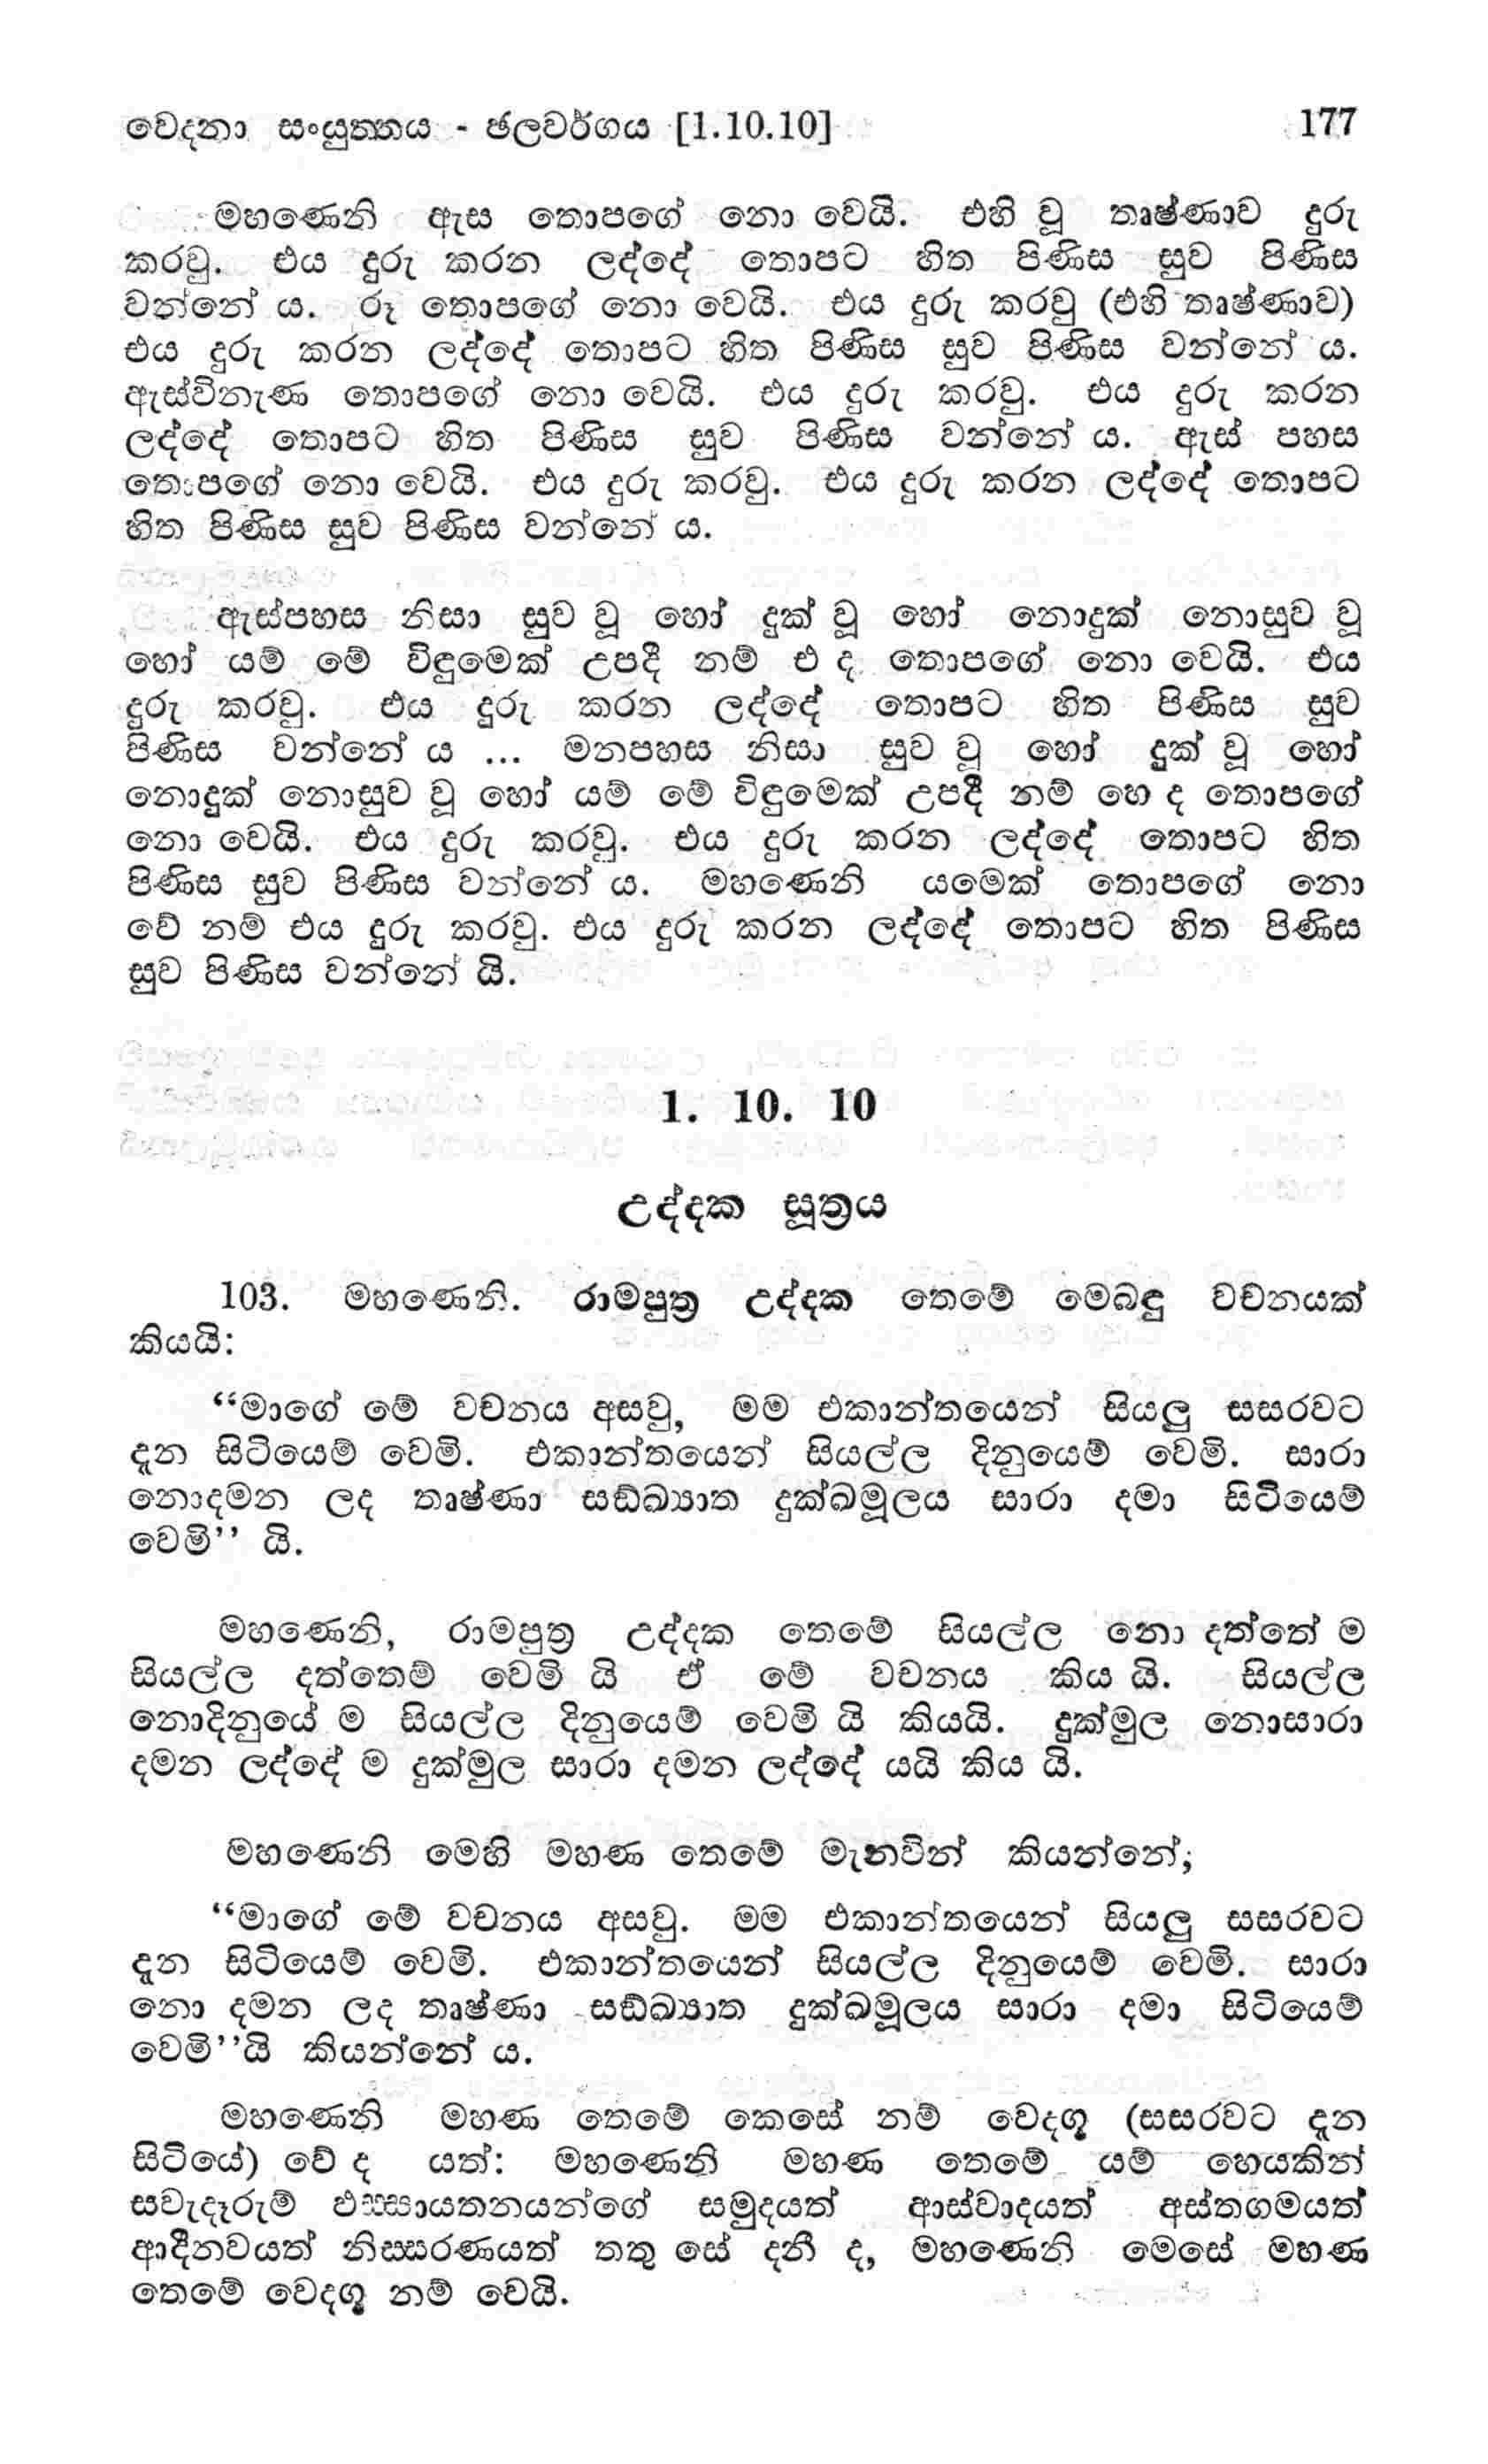 වෙදනා සංයුත්තය - ඡලවර්ගය [1.10.10] 177
මහණෙනි ඇස තොපගේ නො වෙයි. එහි වූ තෘෂ්ණාව දුරු
කරවු. එය දුරු කරන ලද්දේ තොපට හිත පිණිස සුව පිණිස
වන්නේ ය. රූ තොපගේ නො වෙයි. එය දුරු කරවු (එහි තෘෂ්ණාව)
එය දුරු කරන ලද්දේ තොපට හිත පිණිස සුව පිණිස වන්නේ ය.
ඇස්විනැණ තොපගේ නො වෙයි. එය දුරු කරවු. එය දුරු කරන
ලද්දේ තොපට හිත පිණිස සුව පිණිස වන්නේ ය. ඇස් පහස
තොපගේ නො වෙයි. එය දුරු කරවු. එය දුරු කරන ලද්දේ තොපට
හිත පිණිස සුව පිණිස වන්නේ ය.
ඇස්පහස නිසා සුව වූ හෝ දුක් වූ හෝ නොදුක් නොසුව වූ
හෝ යම් මේ විඳුමෙක් උපදී නම් එ ද තොපගේ නො වෙයි. එය
දුරු කරවු. එය දුරු කරන ලද්දේ තොපට හිත පිණිස සුව
පිණිස වන්නේ ය ... මනපහස නිසා සුව වූ හෝ දුක් වූ හෝ
නොදුක් නොසුව වූ හෝ යම් මේ විඳුමෙක් උපදී නම් හෙ ද තොපගේ
නො වෙයි. එය දුරු කරවු. එය දුරු කරන ලද්දේ තොපට හිත
පිණිස සුව පිණිස වන්නේ ය. මහණෙනි යමෙක් තොපගේ නො
වේ නම් එය දුරු කරවු. එය දුරු කරන ලද්දේ තොපට හිත පිණිස
සුව පිණිස වන්නේ යි.
1. 10. 10
උද්දක සූත්‍රය
103. මහණෙනි. රාමපුත්‍ර උද්දක තෙමේ මෙබඳු වචනයක්
කියයි:
“මාගේ මේ වචනය අසවු, මම එකාන්තයෙන් සියලු සසරවට
දැන සිටියෙම් වෙමි. එකාන්තයෙන් සියල්ල දිනුයෙම් වෙමි. සාරා
නොදමන ලද තෘෂ්ණා සඬ්ඛ්‍යාත දුක්ඛමූලය සාරා දමා සිටියෙම්
වෙමි’’ යි.
මහණෙනි, රාමපුත්‍ර උද්දක තෙමේ සියල්ල නො දත්තේ ම
සියල්ල දත්තෙම් වෙමි යි ඒ මේ වචනය කිය යි. සියල්ල
නොදිනුයේ ම සියල්ල දිනුයෙම් වෙමි යි කියයි. දුක්මුල නොසාරා
දමන ලද්දේ ම දුක්මුල සාරා දමන ලද්දේ යයි කිය යි.
මහණෙනි මෙහි මහණ තෙමේ මැනවින් කියන්නේ;
“මාගේ මේ වචනය අසවු. මම එකාන්තයෙන් සියලු සසරවට
දැන සිටියෙම් වෙමි. එකාන්තයෙන් සියල්ල දිනුයෙම් වෙමි. සාරා
නො දමන ලද තෘෂ්ණා සඬ්ඛ්‍යාත දුක්ඛමූලය සාරා දමා සිටියෙම්
වෙමි’’යි කියන්නේ ය.
මහණෙනි මහණ තෙමේ කෙසේ නම් වෙදගූ (සසරවට දැන
සිටියේ) වේ ද යත්: මහණෙනි මහණ තෙමේ යම් හෙයකින්
සවැදෑරුම් ඵස්සායතනයන්ගේ සමුදයත් ආස්වාදයත් අස්තගමයත්
ආදීනවයත් නිස්සරණයත් තතු සේ දනී ද, මහණෙනි මෙසේ මහණ
තෙමේ වෙදගූ නම් වෙයි.